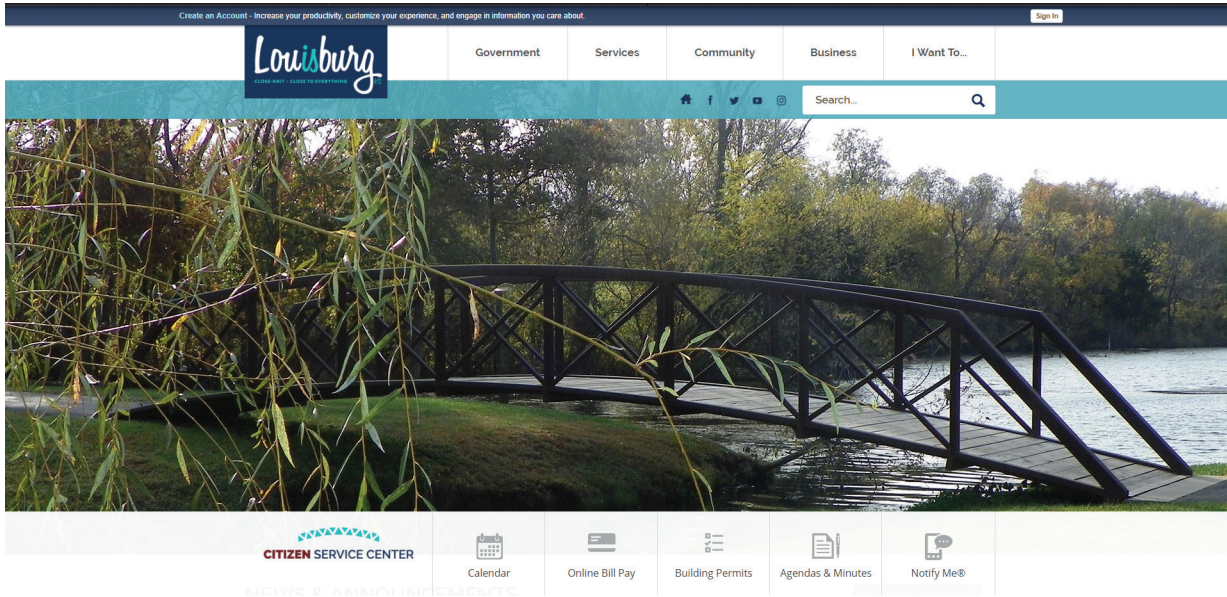 Create an Account - Increase your productivity, customize your experience, and engage in information you care about.
Sign In
Louisburg
CLOSE-KNIT • CLOSE TO EVERYTHING
Government
Services
Community
Business
I Want To...
Search...
CITIZEN SERVICE CENTER
Calendar
Online Bill Pay
Building Permits
Agendas & Minutes
Notify Me®
NEWS & ANNOUNCEMENTS